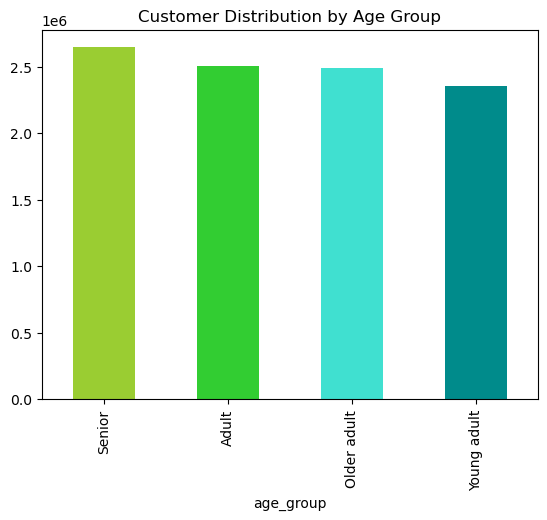 Customer Distribution by Age Group
1e6
2.5
2.0
1.5
1.0
0.5
0.0
Senior
Adult
Older adult
Young adult
age_group